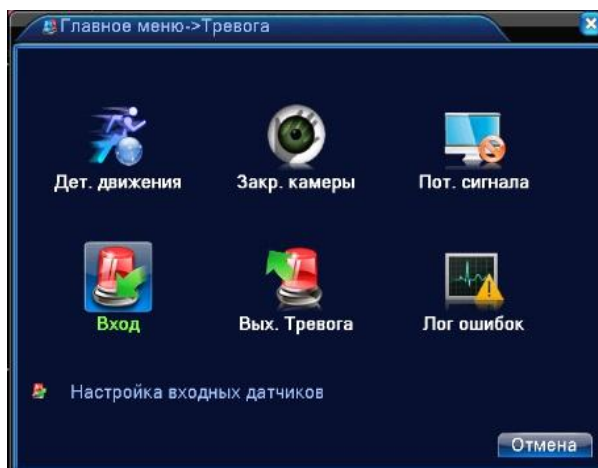 Главное меню->Тревога
Дет. движения Закр. камеры Пот. сигнала
Вход Вых. Тревога Лог ошибок
Настройка входных датчиков
Отмена